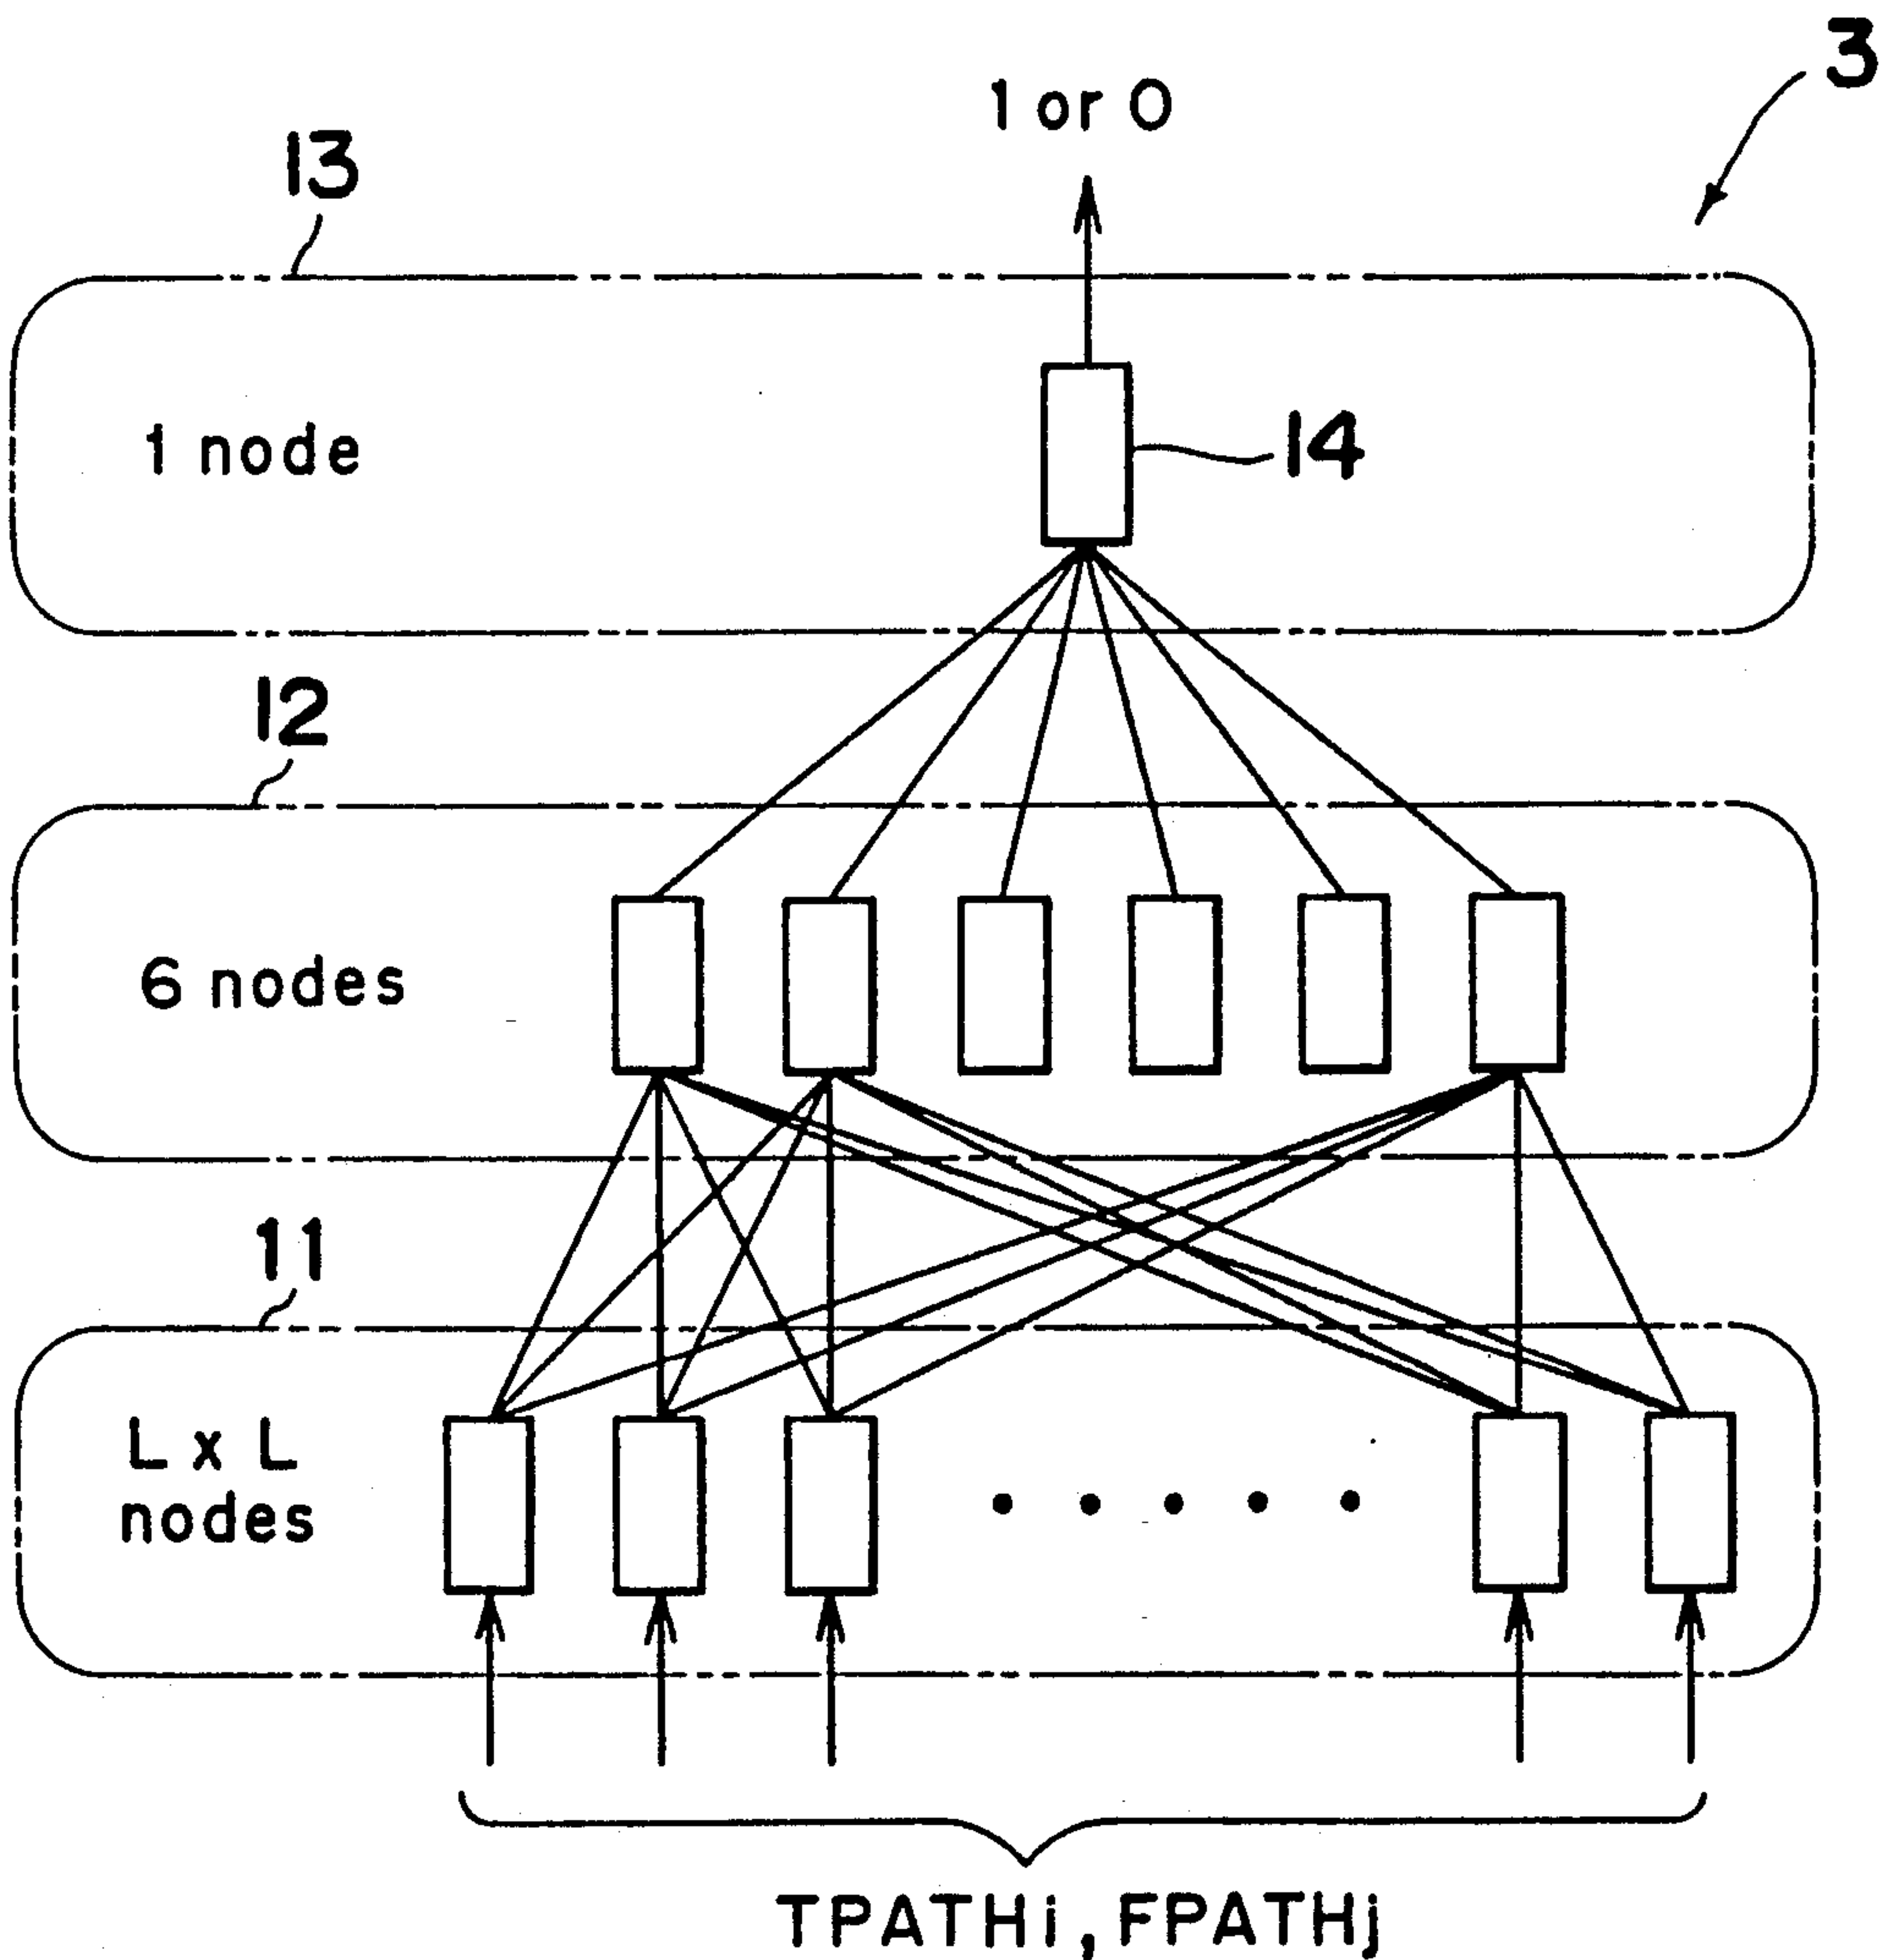 3
1 or 0
13
1 node
14
12
6 nodes
11
L x L
nodes
TPATHi, FPATHj